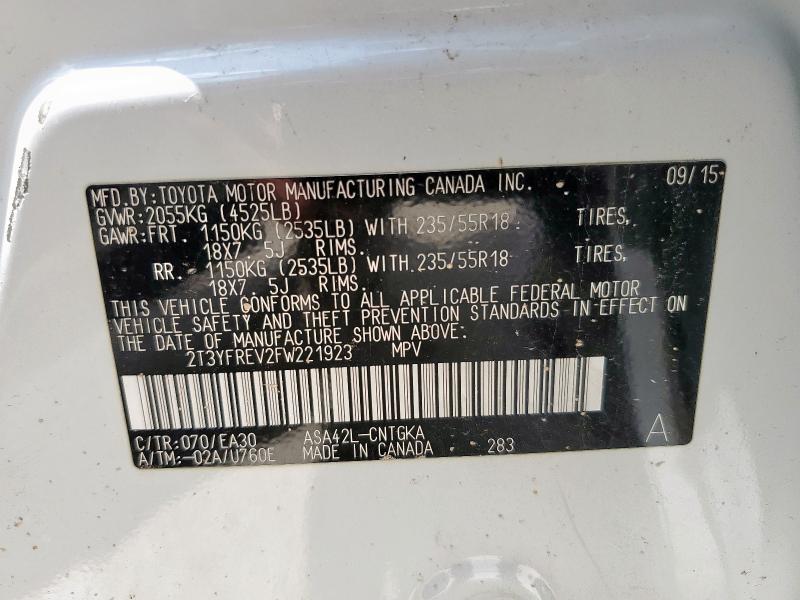 MFD.BY:TOYOTA MOTOR MANUFACTURING CANADA INC. 09/15
GVWR:2055KG (4525LB)
GAWR:FRT. 1150KG (2535LB) WITH 235/55R18 TIRES,
18X7. 5J RIMS.
RR. 1150KG (2535LB) WITH 235/55R18 TIRES,
18X7. 5J RIMS.
THIS VEHICLE CONFORMS TO ALL APPLICABLE FEDERAL MOTOR
VEHICLE SAFETY AND THEFT PREVENTION STANDARDS IN EFFECT ON
THE DATE OF MANUFACTURE SHOWN ABOVE:
2T3YFREV2FW221923 MPV
C/TR:070/EA30 ASA42L-CNTGKA A
A/TM:-02A/U760E MADE IN CANADA 283